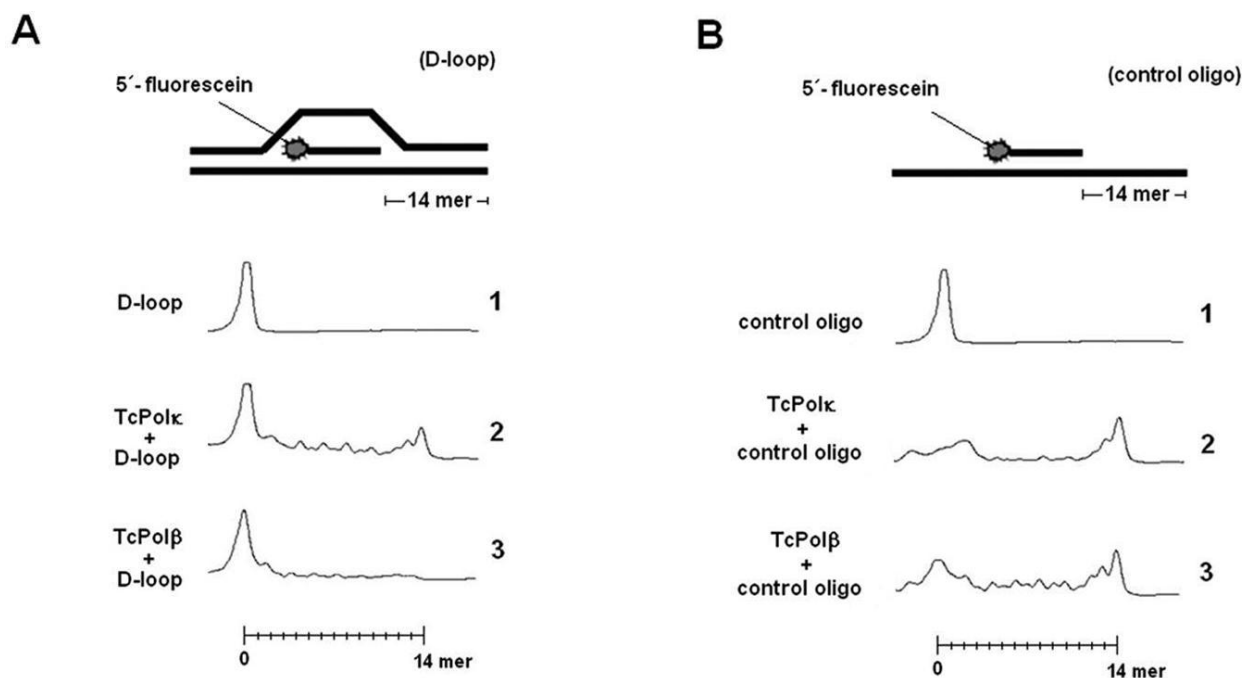 A
(D-loop)
5´- fluorescein
14 mer
D-loop
1
TcPolκ
+
D-loop
2
TcPolβ
+
D-loop
3
0
14 mer
B
(control oligo)
5´- fluorescein
14 mer
control oligo
1
TcPolκ
+
control oligo
2
TcPolβ
+
control oligo
3
0
14 mer